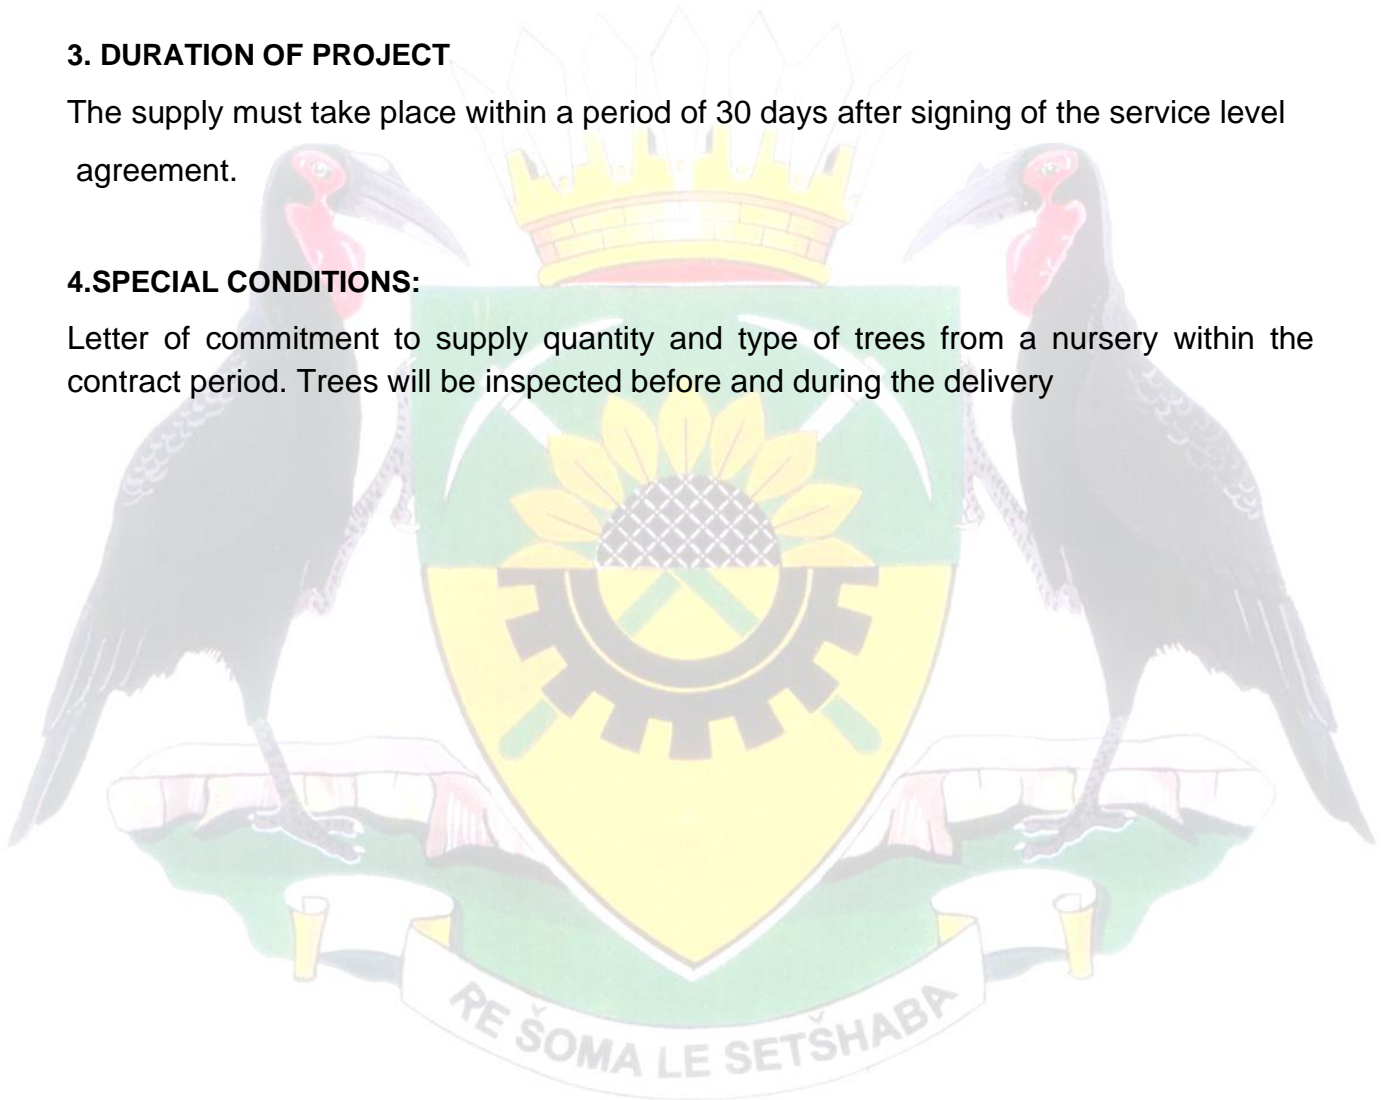 3. DURATION OF PROJECT
The supply must take place within a period of 30 days after signing of the service level
agreement.
4.SPECIAL CONDITIONS:
Letter of commitment to supply quantity and type of trees from a nursery within the
contract period. Trees will be inspected before and during the delivery
RE ŠOMA LE SETŠHABA